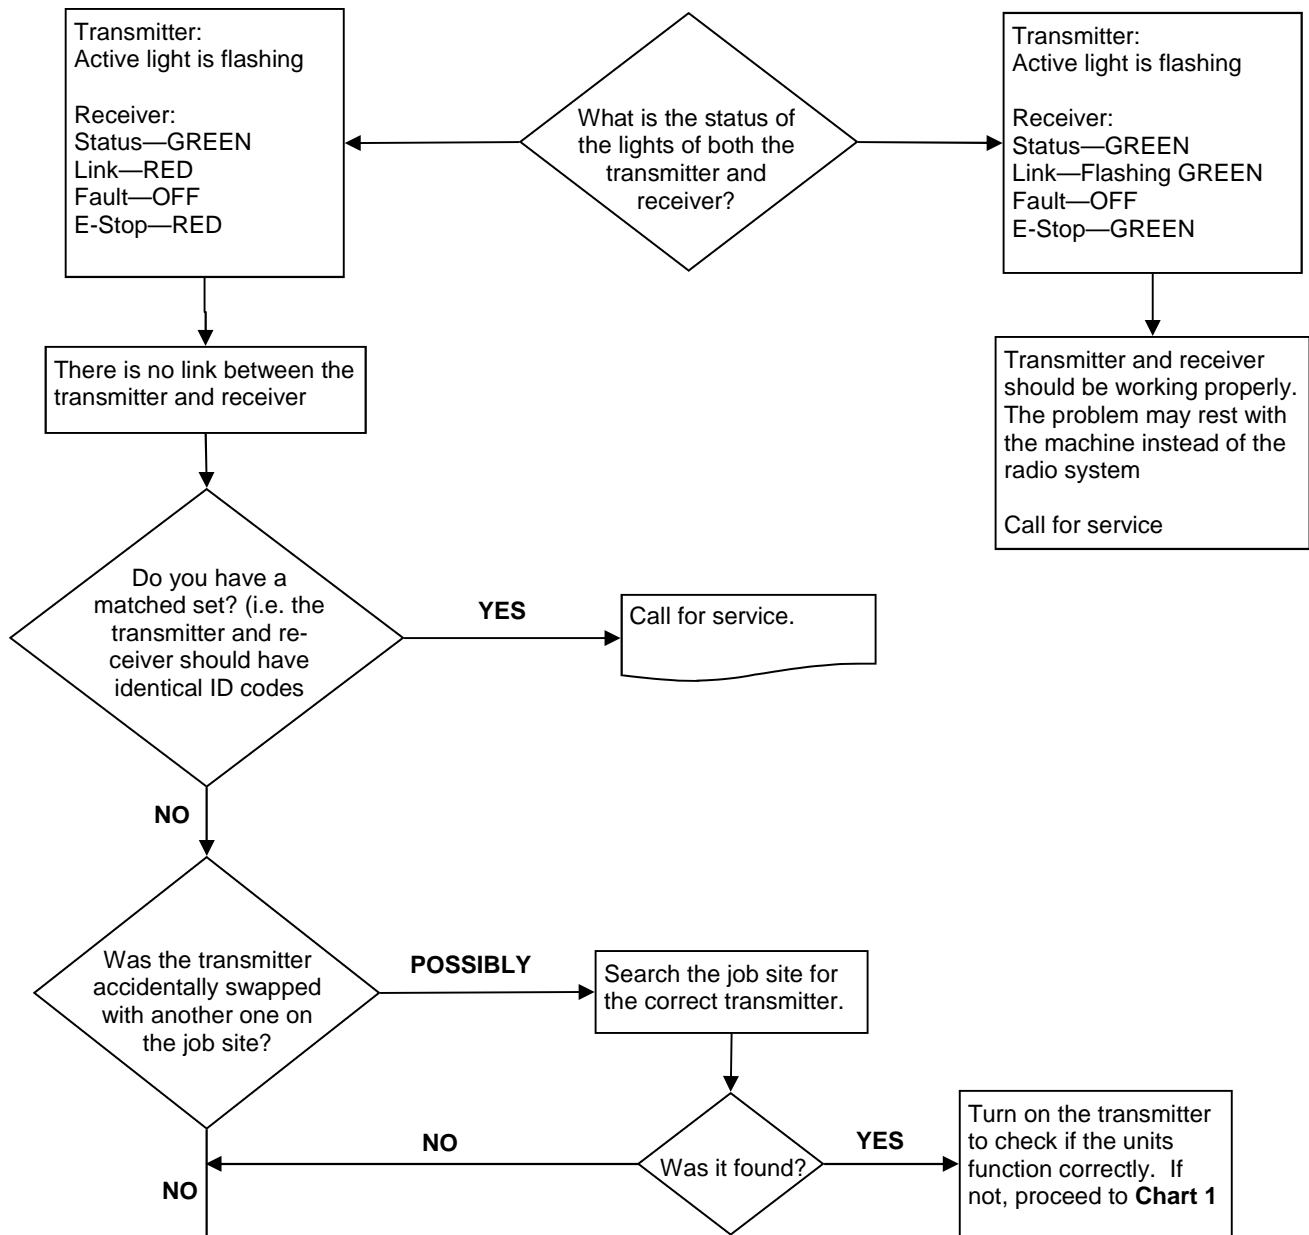 Transmitter:
Active light is flashing
Receiver:
Status—GREEN
Link—RED
Fault—OFF
E-Stop—RED
What is the status of
the lights of both the
transmitter and
receiver?
Transmitter:
Active light is flashing
Receiver:
Status—GREEN
Link—Flashing GREEN
Fault—OFF
E-Stop—GREEN
There is no link between the
transmitter and receiver
Transmitter and receiver
should be working properly.
The problem may rest with
the machine instead of the
radio system
Call for service
Do you have a
matched set? (i.e. the
transmitter and re-
ceiver should have
identical ID codes
YES
Call for service.
NO
Was the transmitter
accidentally swapped
with another one on
the job site?
POSSIBLY
Search the job site for
the correct transmitter.
Was it found?
NO
YES
Turn on the transmitter
to check if the units
function correctly.  If
not, proceed to Chart 1
NO